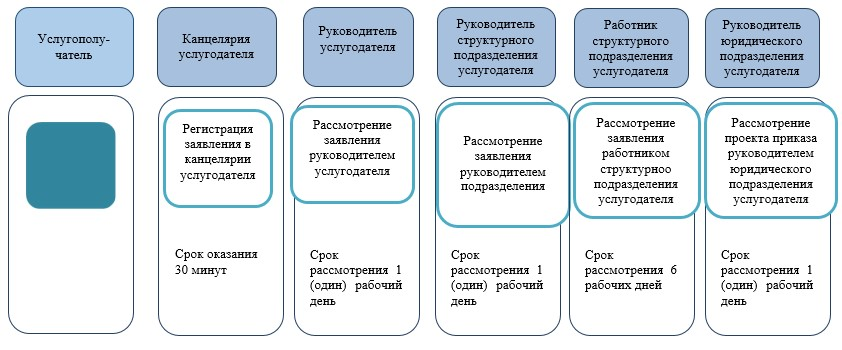 Услугополу-
чатель
Канцелярия
услугодателя
Руководитель
услугодателя
Руководитель
структурного
подразделения
услугодателя
Работник
структурного
подразделения
услугодателя
Руководитель
юридического
подразделения
услугодателя
Регистрация
заявления в
канцелярии
услугодателя
Рассмотрение
заявления
руководителем
услугодателя
Рассмотрение
заявления
руководителем
подразделения
Рассмотрение
заявления
работником
структурноо
подразделения
услугодателя
Рассмотрение
проекта приказа
руководителем
юридического
подразделения
услугодателя
Срок оказания
30 минут
Срок
рассмотрения 1
(один) рабочий
день
Срок
рассмотрения 1
(один) рабочий
день
Срок
рассмотрения 6
рабочих дней
Срок
рассмотрения 1
(один) рабочий
день